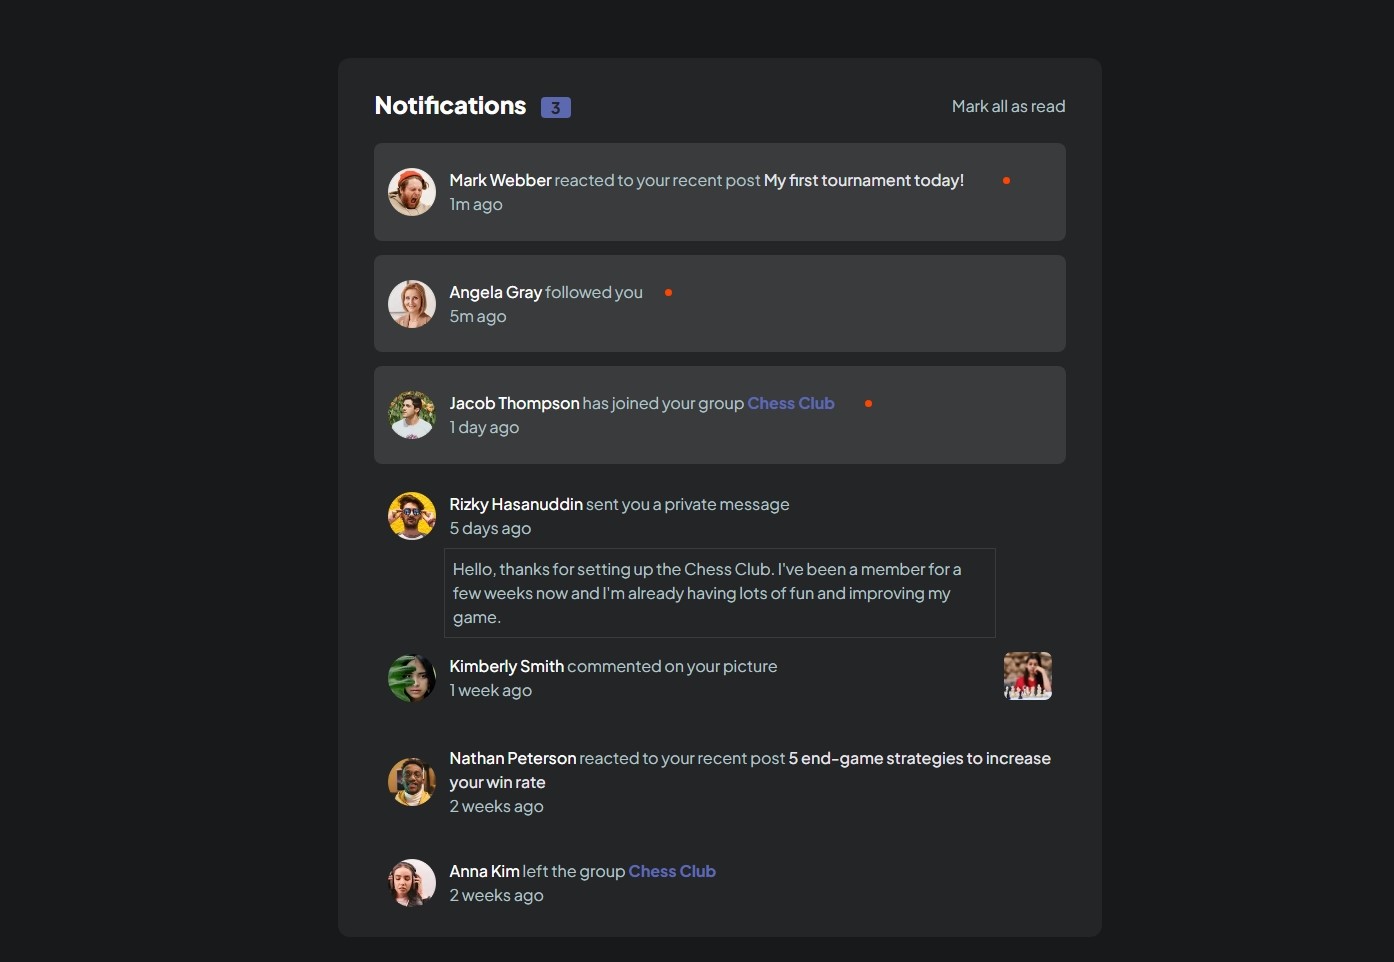 Notifications 3 Mark all as read
Mark Webber reacted to your recent post My first tournament today!
1m ago
Angela Gray followed you
5m ago
Jacob Thompson has joined your group Chess Club
1 day ago
Rizky Hasanuddin sent you a private message
5 days ago
Hello, thanks for setting up the Chess Club. I've been a member for a
few weeks now and I'm already having lots of fun and improving my
game.
Kimberly Smith commented on your picture
1 week ago
Nathan Peterson reacted to your recent post 5 end-game strategies to increase
your win rate
2 weeks ago
Anna Kim left the group Chess Club
2 weeks ago